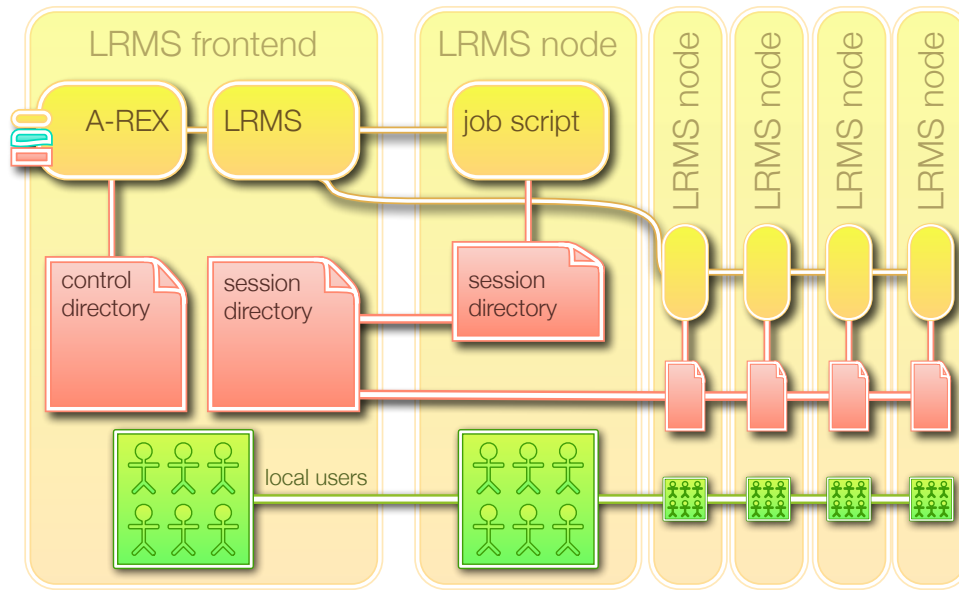 LRMS frontend
LRMS node
LRMS node
LRMS node
LRMS node
LRMS node
A-REX
LRMS
job script
control
directory
session
directory
session
directory
local users